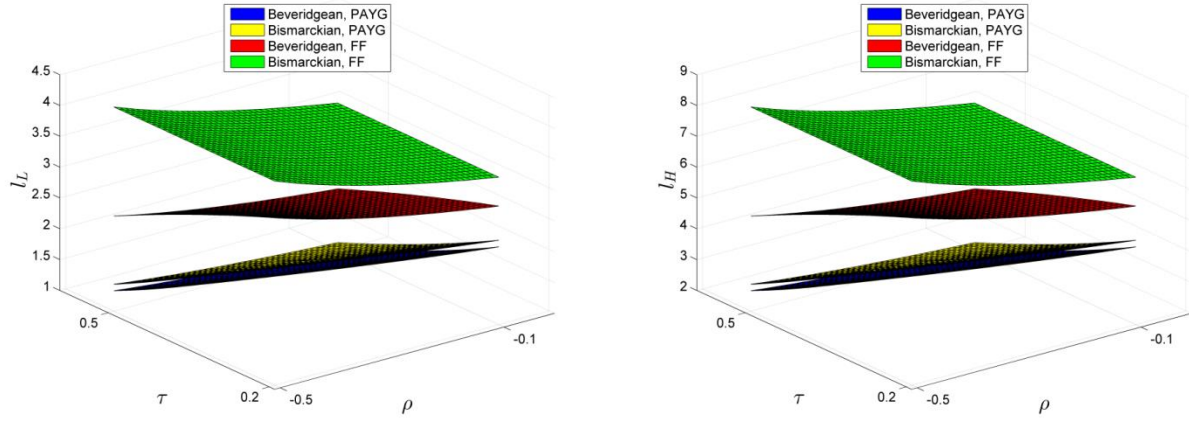 Beveridgean, PAYG
Bismarckian, PAYG
Beveridgean, FF
Bismarckian, FF
4.5
4
3.5
3
2.5
2
1.5
1
l_L
0.5
0.2
τ
-0.5
-0.1
ρ
Beveridgean, PAYG
Bismarckian, PAYG
Beveridgean, FF
Bismarckian, FF
9
8
7
6
5
4
3
2
l_H
0.5
0.2
τ
-0.5
-0.1
ρ